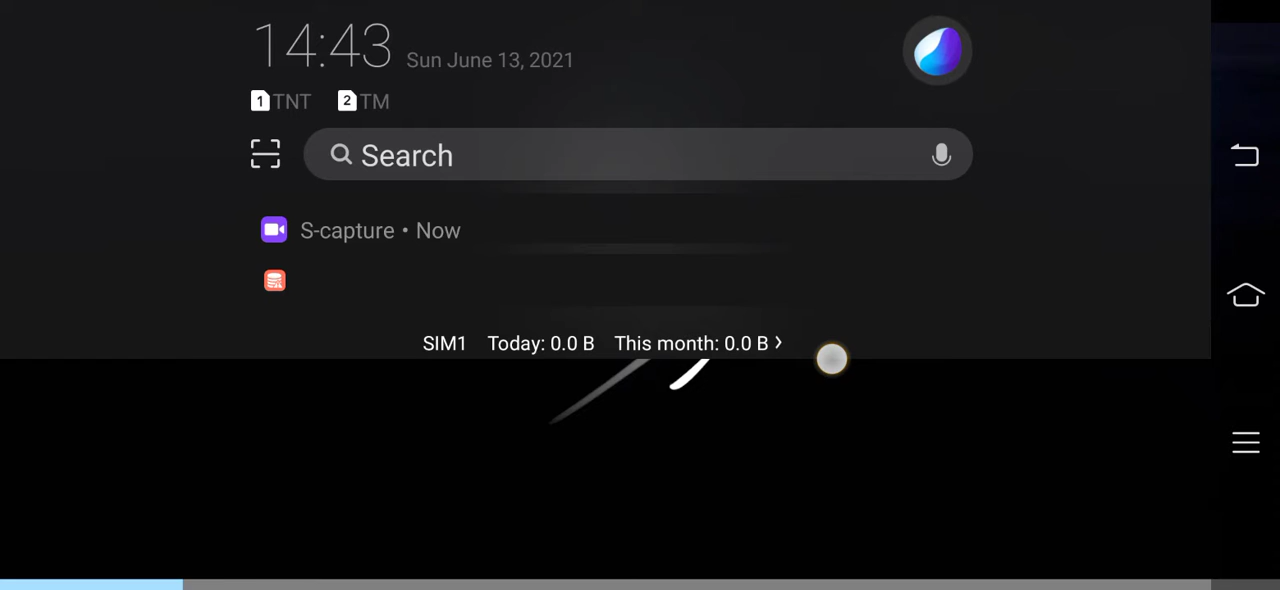 14:43 Sun June 13, 2021
1 TNT 2 TM
Search
S-capture • Now
SIM1 Today: 0.0 B This month: 0.0 B